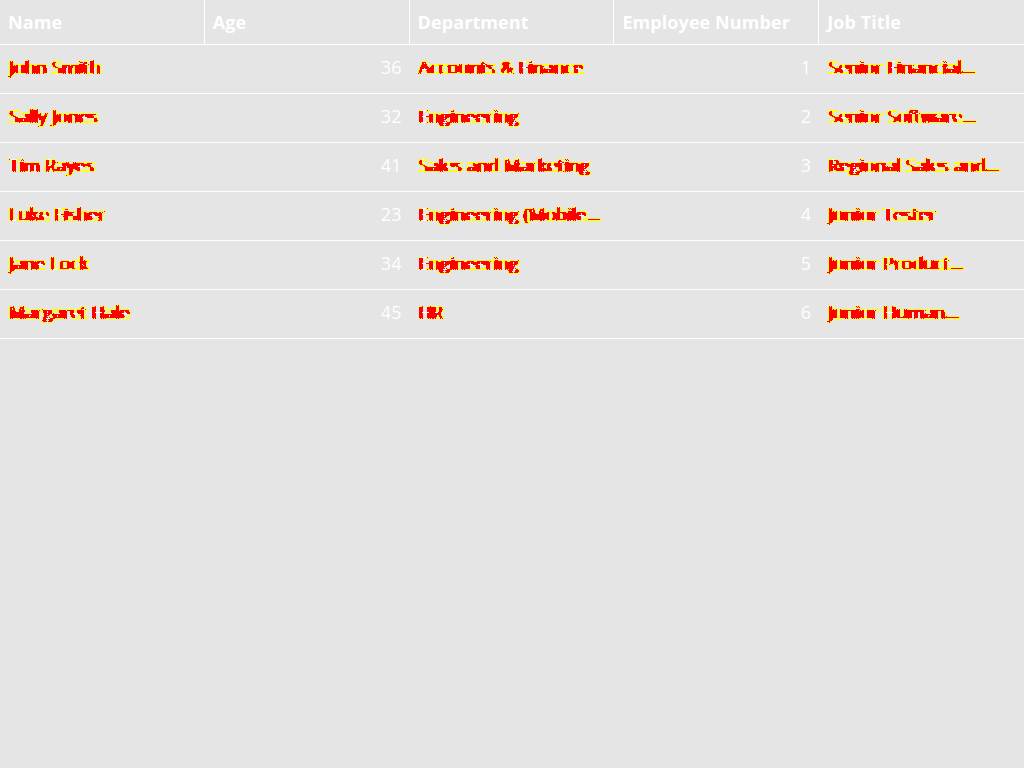 Name Age Department Employee Number Job Title
John Smith 36 Accounts & Finance 1 Senior Financial...
Sally Jones 32 Engineering 2 Senior Software...
Tim Rayes 41 Sales and Marketing 3 Regional Sales and...
Luke Fisher 23 Engineering (Mobile... 4 Junior Tester
Jane Lock 34 Engineering 5 Junior Product...
Margaret Hale 45 HR 6 Junior Human...